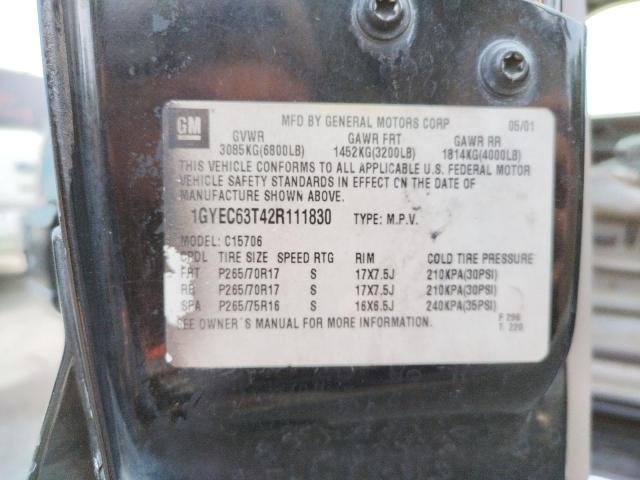 GM MFD BY GENERAL MOTORS CORP 05/01
GVWR GAWR FRT GAWR RR
3085KG(6800LB) 1452KG(3200LB) 1814KG(4000LB)
THIS VEHICLE CONFORMS TO ALL APPLICABLE U.S. FEDERAL MOTOR
VEHICLE SAFETY STANDARDS IN EFFECT ON THE DATE OF
MANUFACTURE SHOWN ABOVE.
1GYEC63T42R111830 TYPE: M.P.V.
MODEL: C15706
TIRE SIZE SPEED RTG RIM COLD TIRE PRESSURE
FRT P265/70R17 S 17X7.5J 210KPA(30PSI)
RR P265/70R17 S 17X7.5J 210KPA(30PSI)
SPA P265/75R16 S 16X6.5J 240KPA(35PSI)
SEE OWNER'S MANUAL FOR MORE INFORMATION.
F 296
T: 220